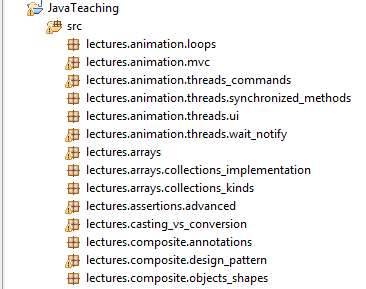 JavaTeaching
src
lectures.animation.loops
lectures.animation.mvc
lectures.animation.threads_commands
lectures.animation.threads.synchronized_methods
lectures.animation.threads.ui
lectures.animation.threads.wait_notify
lectures.arrays
lectures.arrays.collections_implementation
lectures.arrays.collections_kinds
lectures.assertions.advanced
lectures.casting_vs_conversion
lectures.composite.annotations
lectures.composite.design_pattern
lectures.composite.objects_shapes